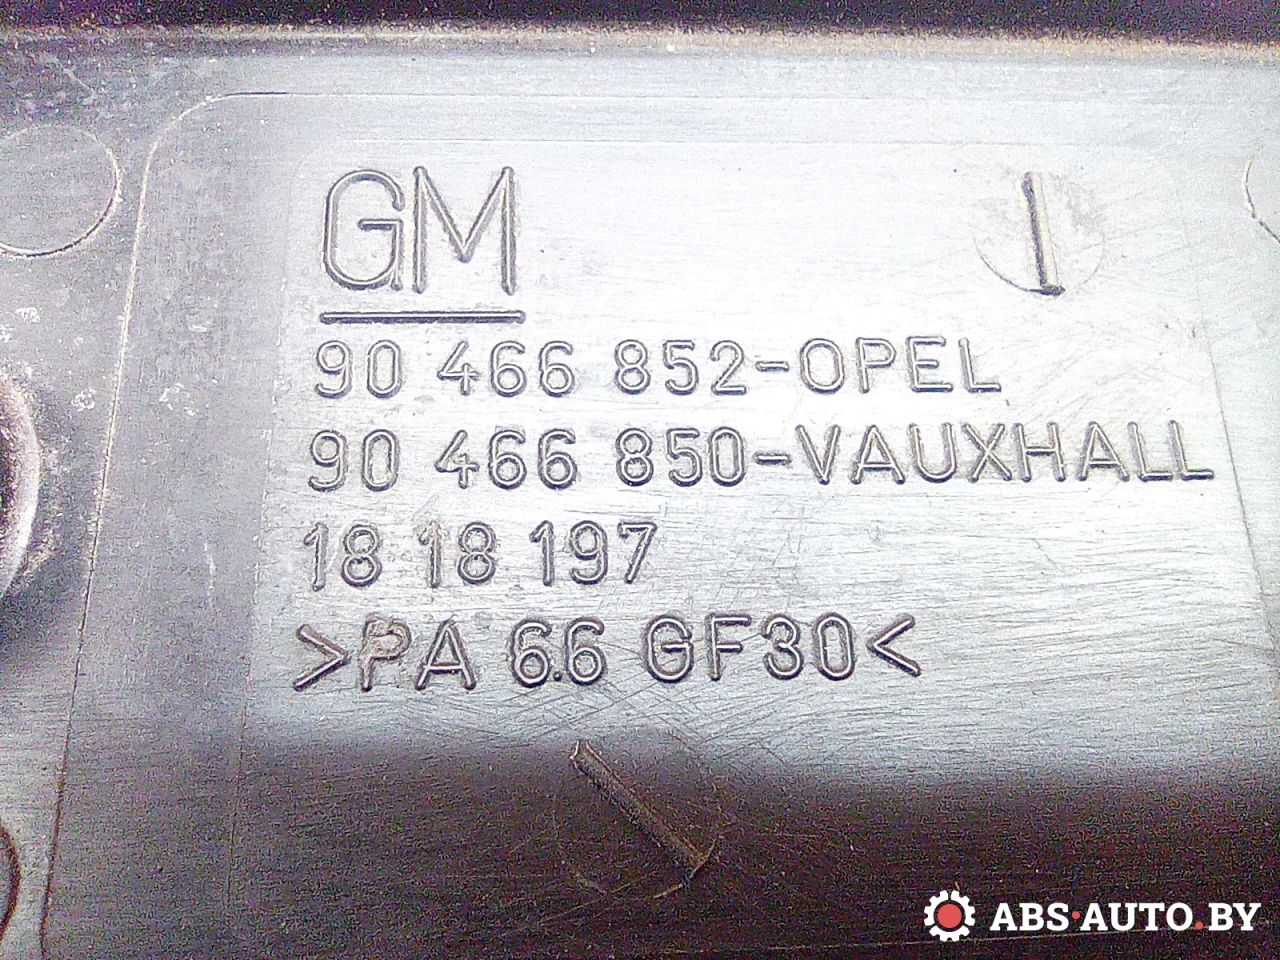 GM
90 466 852-OPEL
90 466 850-VAUXHALL
18 18 197
>PA 6.6 GF30<
ABS·AUTO.BY